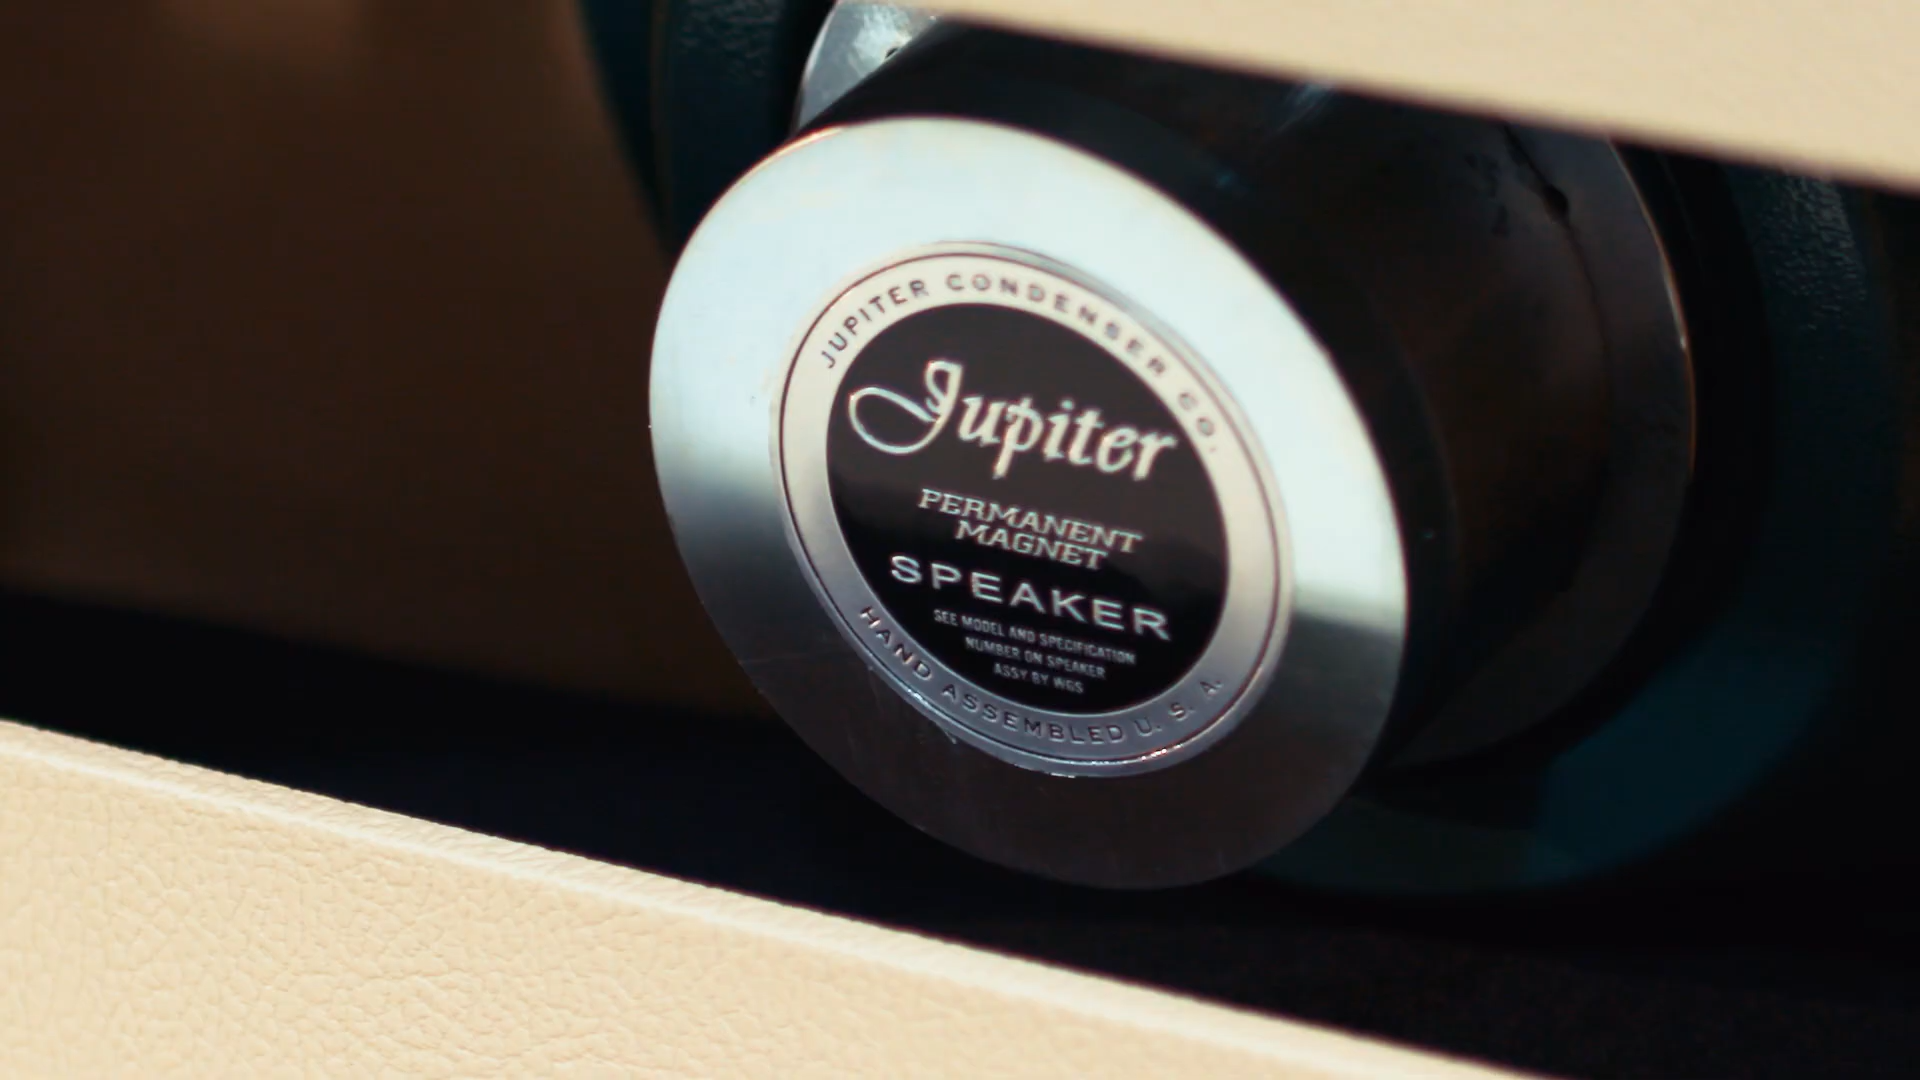 JUPITER CONDENSER CO.
Jupiter
PERMANENT
MAGNET
SPEAKER
SEE MODEL AND SPECIFICATION
NUMBER ON SPEAKER
ASSY BY WGS
HAND ASSEMBLED U. S. A.